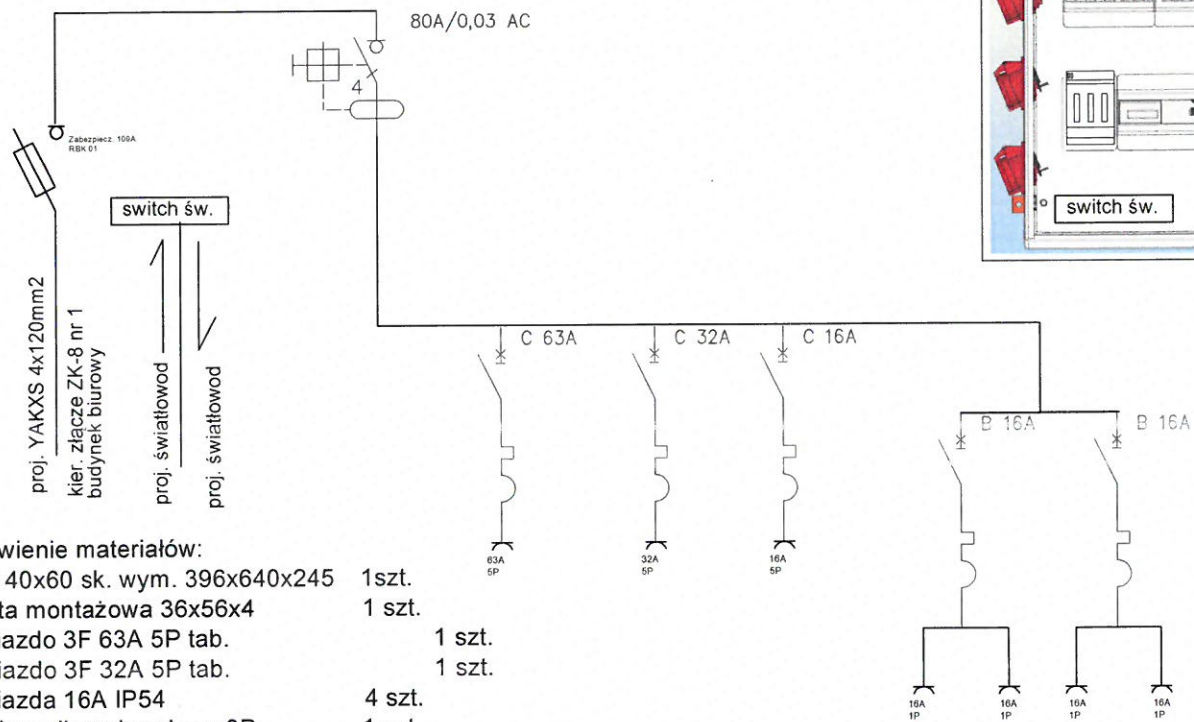 80A/0,03 AC
4
Zabezpiecz. 100A
RBK 01
switch św.
switch św.
proj. YAKXS 4x120mm2
kier. złącze ZK-8 nr 1
budynek biurowy
proj. światłowod
proj. światłowod
C 63A
C 32A
C 16A
B 16A
B 16A
63A
5P
32A
5P
16A
5P
16A
1P
16A
1P
16A
1P
16A
1P
wienie materiałów:
40x60 sk. wym. 396x640x245 1szt.
ta montażowa 36x56x4 1 szt.
azdo 3F 63A 5P tab. 1 szt.
iazdo 3F 32A 5P tab. 1 szt.
iazda 16A IP54 4 szt.